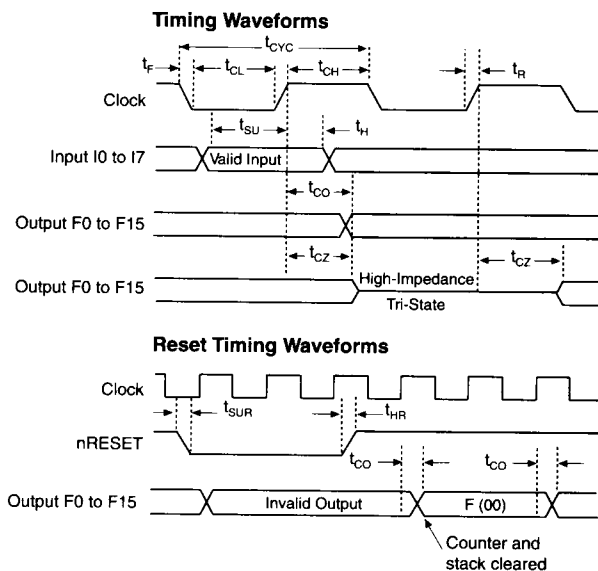 Timing Waveforms
tCYC
tF
tCL
tCH
tR
Clock
tSU
tH
Input I0 to I7
Valid Input
tCO
Output F0 to F15
tCZ
tCZ
Output F0 to F15
High-Impedance
Tri-State
Reset Timing Waveforms
Clock
tSUR
tHR
nRESET
tCO
tCO
Output F0 to F15
Invalid Output
F (00)
Counter and
stack cleared